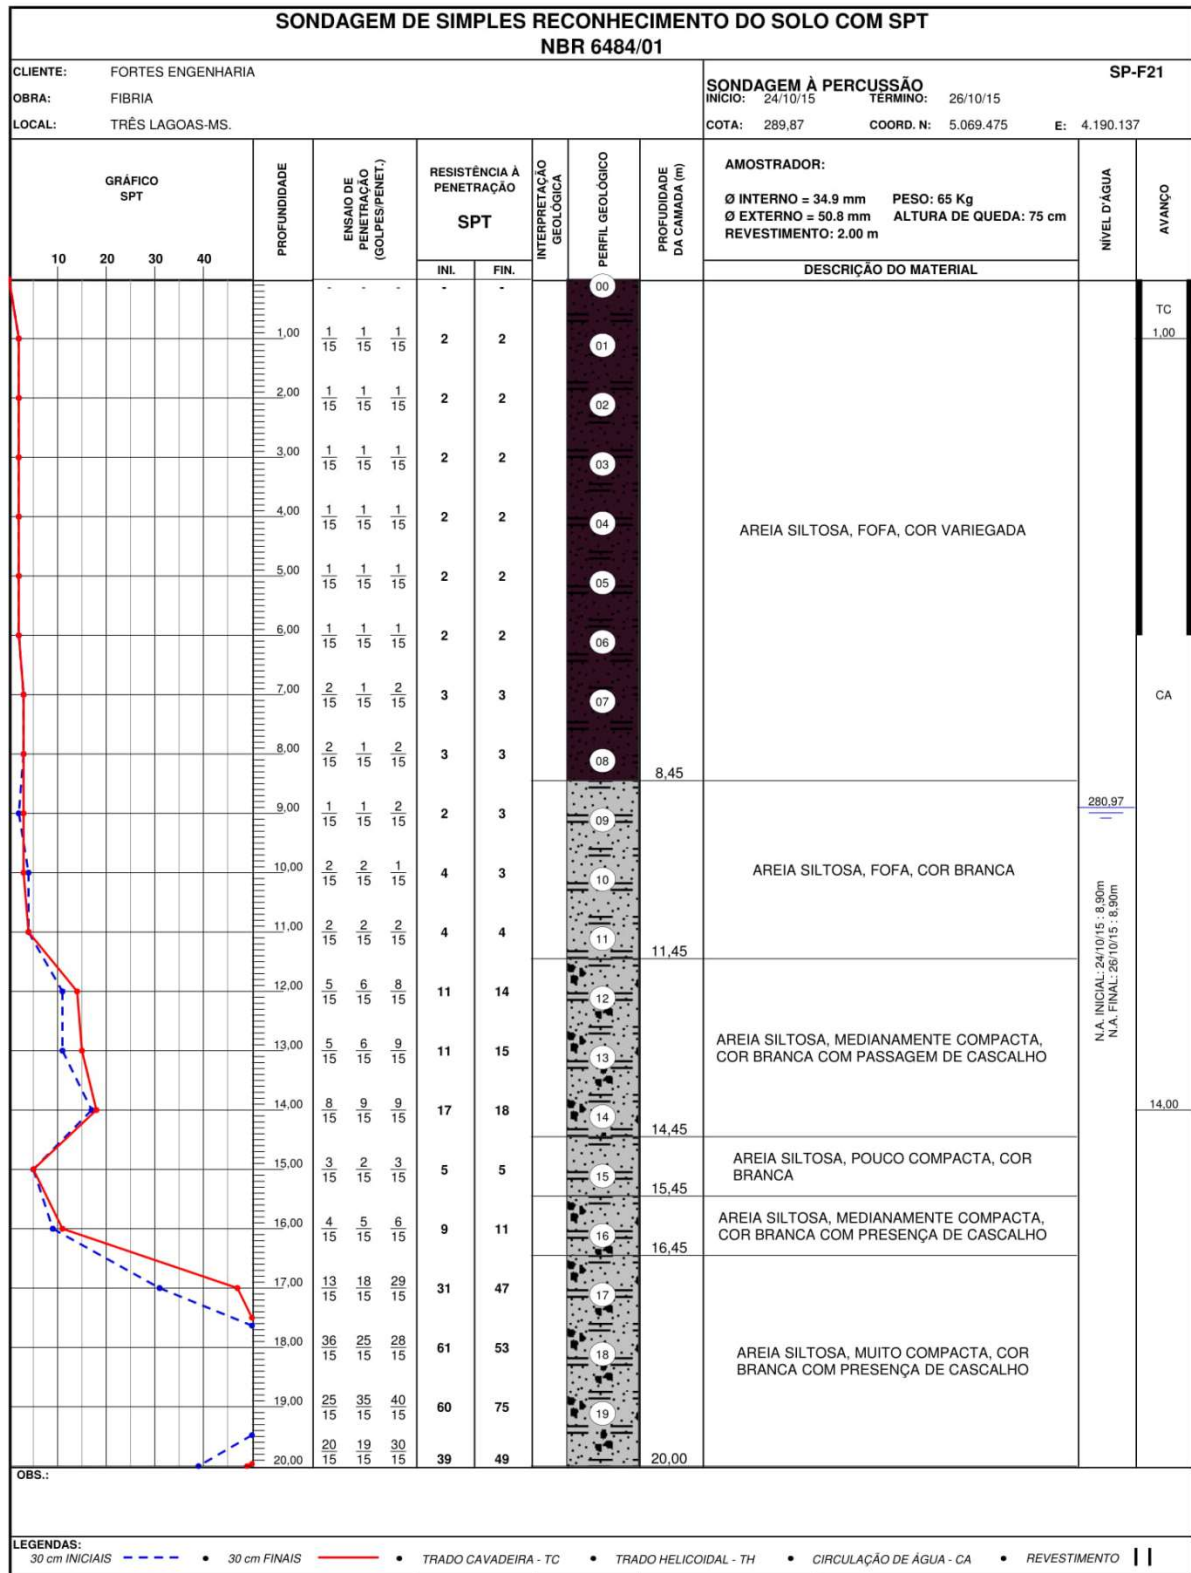 SONDAGEM DE SIMPLES RECONHECIMENTO DO SOLO COM SPT
NBR 6484/01
CLIENTE: FORTES ENGENHARIA
OBRA: FIBRIA
LOCAL: TRÊS LAGOAS-MS.
SP-F21
SONDAGEM À PERCUSSÃO
INÍCIO: 24/10/15 TÉRMINO: 26/10/15
COTA: 289,87 COORD. N: 5.069.475 E: 4.190.137
GRÁFICO
SPT
10 20 30 40
PROFUNDIDADE
ENSAIO DE
PENETRAÇÃO
(GOLPES/PENET.)
RESISTÊNCIA À
PENETRAÇÃO
SPT
INI. FIN.
INTERPRETAÇÃO
GEOLÓGICA
PERFIL GEOLÓGICO
PROFUDIDADE
DA CAMADA (m)
AMOSTRADOR:
Ø INTERNO = 34.9 mm PESO: 65 Kg
Ø EXTERNO = 50.8 mm ALTURA DE QUEDA: 75 cm
REVESTIMENTO: 2.00 m
DESCRIÇÃO DO MATERIAL
NÍVEL D'ÁGUA
AVANÇO
- - - - - 00
TC
1,00 1/15 1/15 1/15 2 2 01 1,00
2,00 1/15 1/15 1/15 2 2 02
3,00 1/15 1/15 1/15 2 2 03
4,00 1/15 1/15 1/15 2 2 04
AREIA SILTOSA, FOFA, COR VARIEGADA
5,00 1/15 1/15 1/15 2 2 05
6,00 1/15 1/15 1/15 2 2 06
7,00 2/15 1/15 2/15 3 3 07 CA
8,00 2/15 1/15 2/15 3 3 08
8,45
9,00 1/15 1/15 2/15 2 3 09 280,97
10,00 2/15 2/15 1/15 4 3 10
AREIA SILTOSA, FOFA, COR BRANCA
11,00 2/15 2/15 2/15 4 4 11
11,45
N.A. INICIAL: 24/10/15 : 8,90m
N.A. FINAL: 26/10/15 : 8,90m
12,00 5/15 6/15 8/15 11 14 12
13,00 5/15 6/15 9/15 11 15 13
AREIA SILTOSA, MEDIANAMENTE COMPACTA,
COR BRANCA COM PASSAGEM DE CASCALHO
14,00 8/15 9/15 9/15 17 18 14 14,00
14,45
15,00 3/15 2/15 3/15 5 5 15
AREIA SILTOSA, POUCO COMPACTA, COR
BRANCA
15,45
16,00 4/15 5/15 6/15 9 11 16
AREIA SILTOSA, MEDIANAMENTE COMPACTA,
COR BRANCA COM PRESENÇA DE CASCALHO
16,45
17,00 13/15 18/15 29/15 31 47 17
18,00 36/15 25/15 28/15 61 53 18
AREIA SILTOSA, MUITO COMPACTA, COR
BRANCA COM PRESENÇA DE CASCALHO
19,00 25/15 35/15 40/15 60 75 19
20,00 20/15 19/15 30/15 39 49 20,00
OBS.:
LEGENDAS:
30 cm INICIAIS • 30 cm FINAIS • TRADO CAVADEIRA - TC • TRADO HELICOIDAL - TH • CIRCULAÇÃO DE ÀGUA - CA • REVESTIMENTO